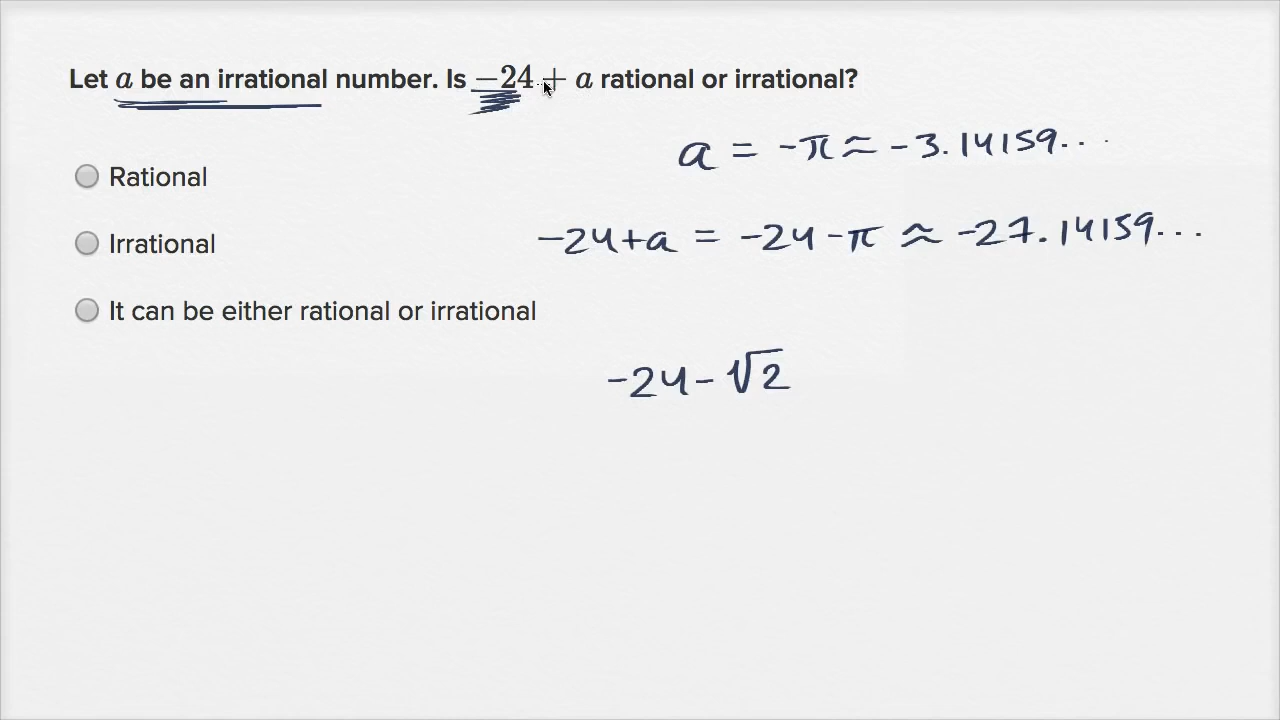 Let a be an irrational number. Is −24 + a rational or irrational?
a = -π ≈ -3.14159...
Rational
-24+a = -24-π ≈ -27.14159...
Irrational
It can be either rational or irrational
-24-√2